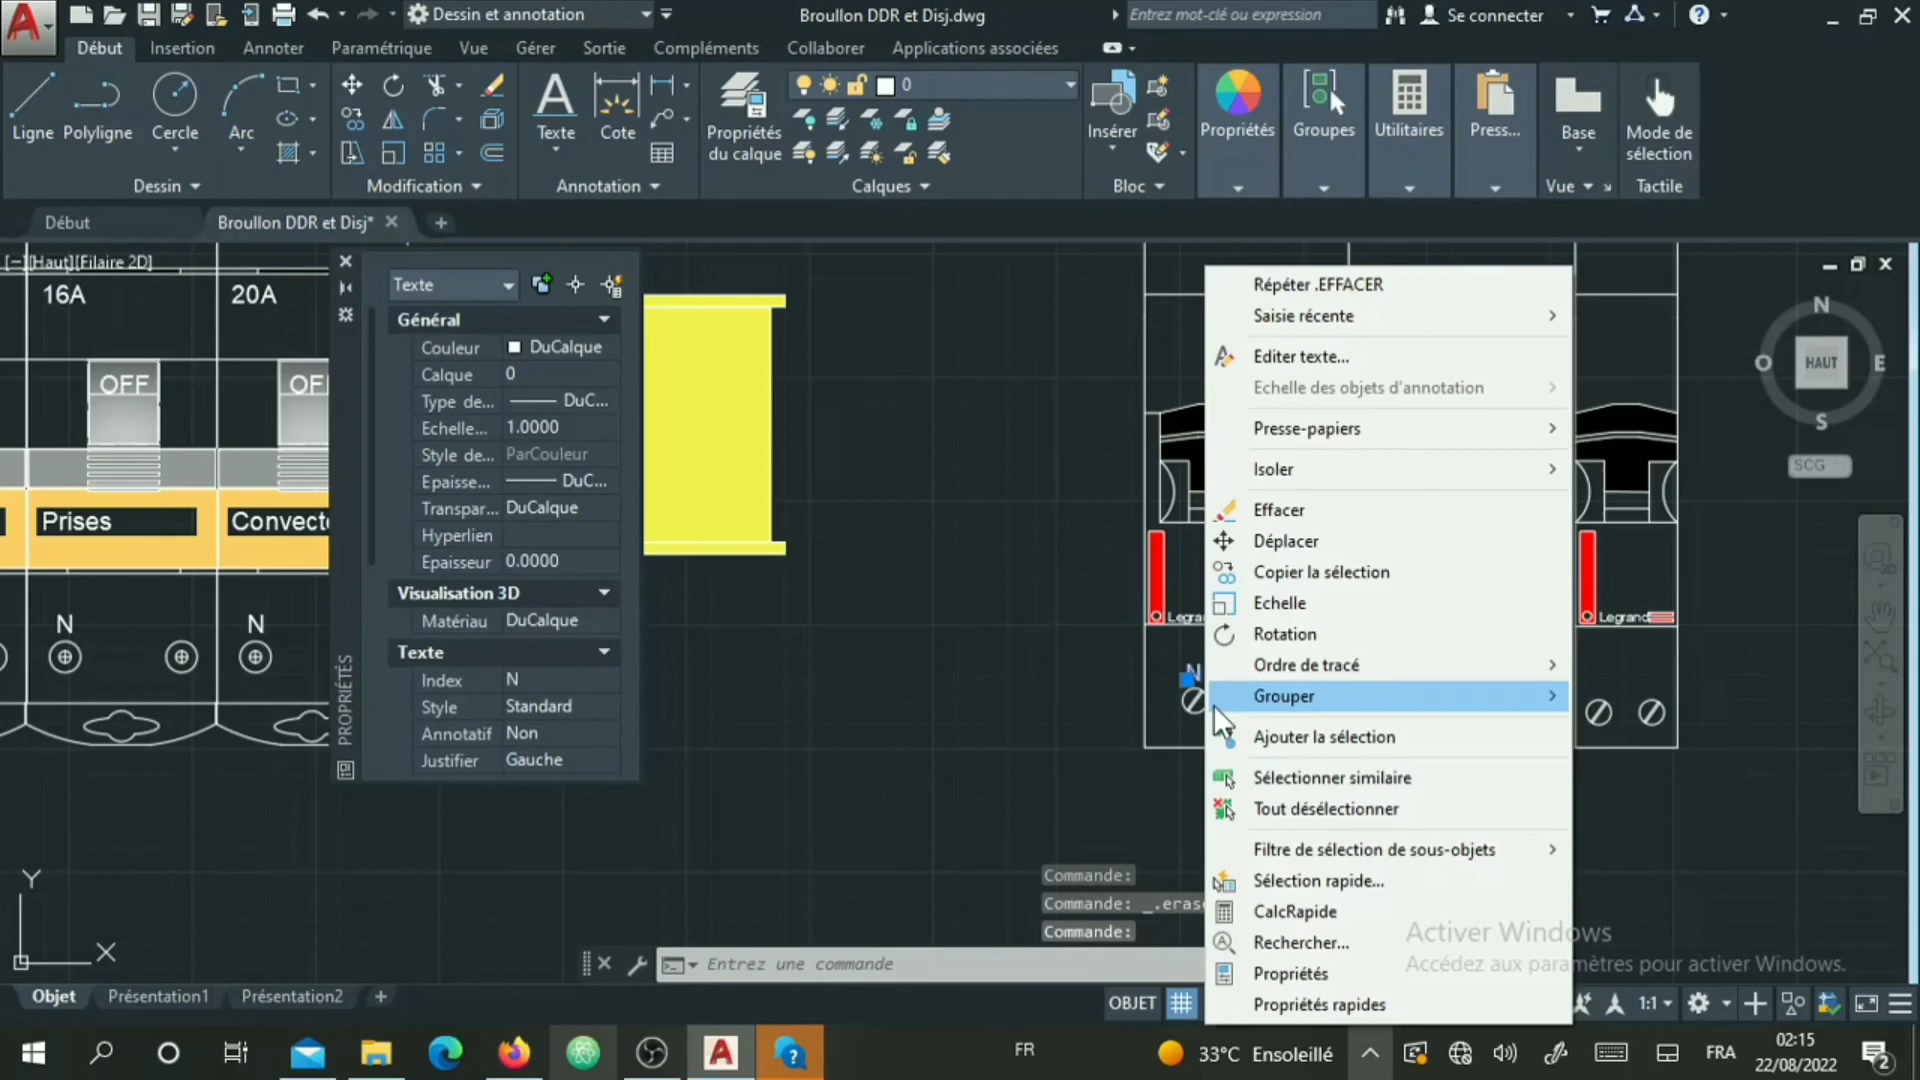 Dessin et annotation
Broullon DDR et Disj.dwg
Entrez mot-clé ou expression
Se connecter
Début
Insertion
Annoter
Paramétrique
Vue
Gérer
Sortie
Compléments
Collaborer
Applications associées
Ligne
Polyligne
Cercle
Arc
Texte
Cote
Propriétés
du calque
0
Insérer
Propriétés
Groupes
Utilitaires
Press...
Base
Mode de
sélection
Dessin
Modification
Annotation
Calques
Bloc
Vue
Tactile
Début
Broullon DDR et Disj*
[−][Haut][Filaire 2D]
16A
20A
OFF
OFF
Prises
N
N
PROPRIÉTÉS
Texte
Général
Couleur DuCalque
Calque 0
Type de... DuC...
Echelle... 1.0000
Style de... ParCouleur
Epaisse... DuC...
Transpar... DuCalque
Hyperlien
Epaisseur 0.0000
Visualisation 3D
Matériau DuCalque
Texte
Index N
Style Standard
Annotatif Non
Justifier Gauche
Legrand
N
Répéter .EFFACER
Saisie récente
Editer texte...
Echelle des objets d'annotation
Presse-papiers
Isoler
Effacer
Déplacer
Copier la sélection
Echelle
Rotation
Ordre de tracé
Grouper
Ajouter la sélection
Sélectionner similaire
Tout désélectionner
Filtre de sélection de sous-objets
Sélection rapide...
CalcRapide
Rechercher...
Propriétés
Propriétés rapides
N
O
HAUT
E
S
SCG
Legrand
Commande:
Commande: _.eras
Commande:
Entrez une commande
Activer Windows
Accédez aux paramètres pour activer Windows.
Y
X
Objet
Présentation1
Présentation2
OBJET
1:1
FR
33°C Ensoleillé
FRA
02:15
22/08/2022
2